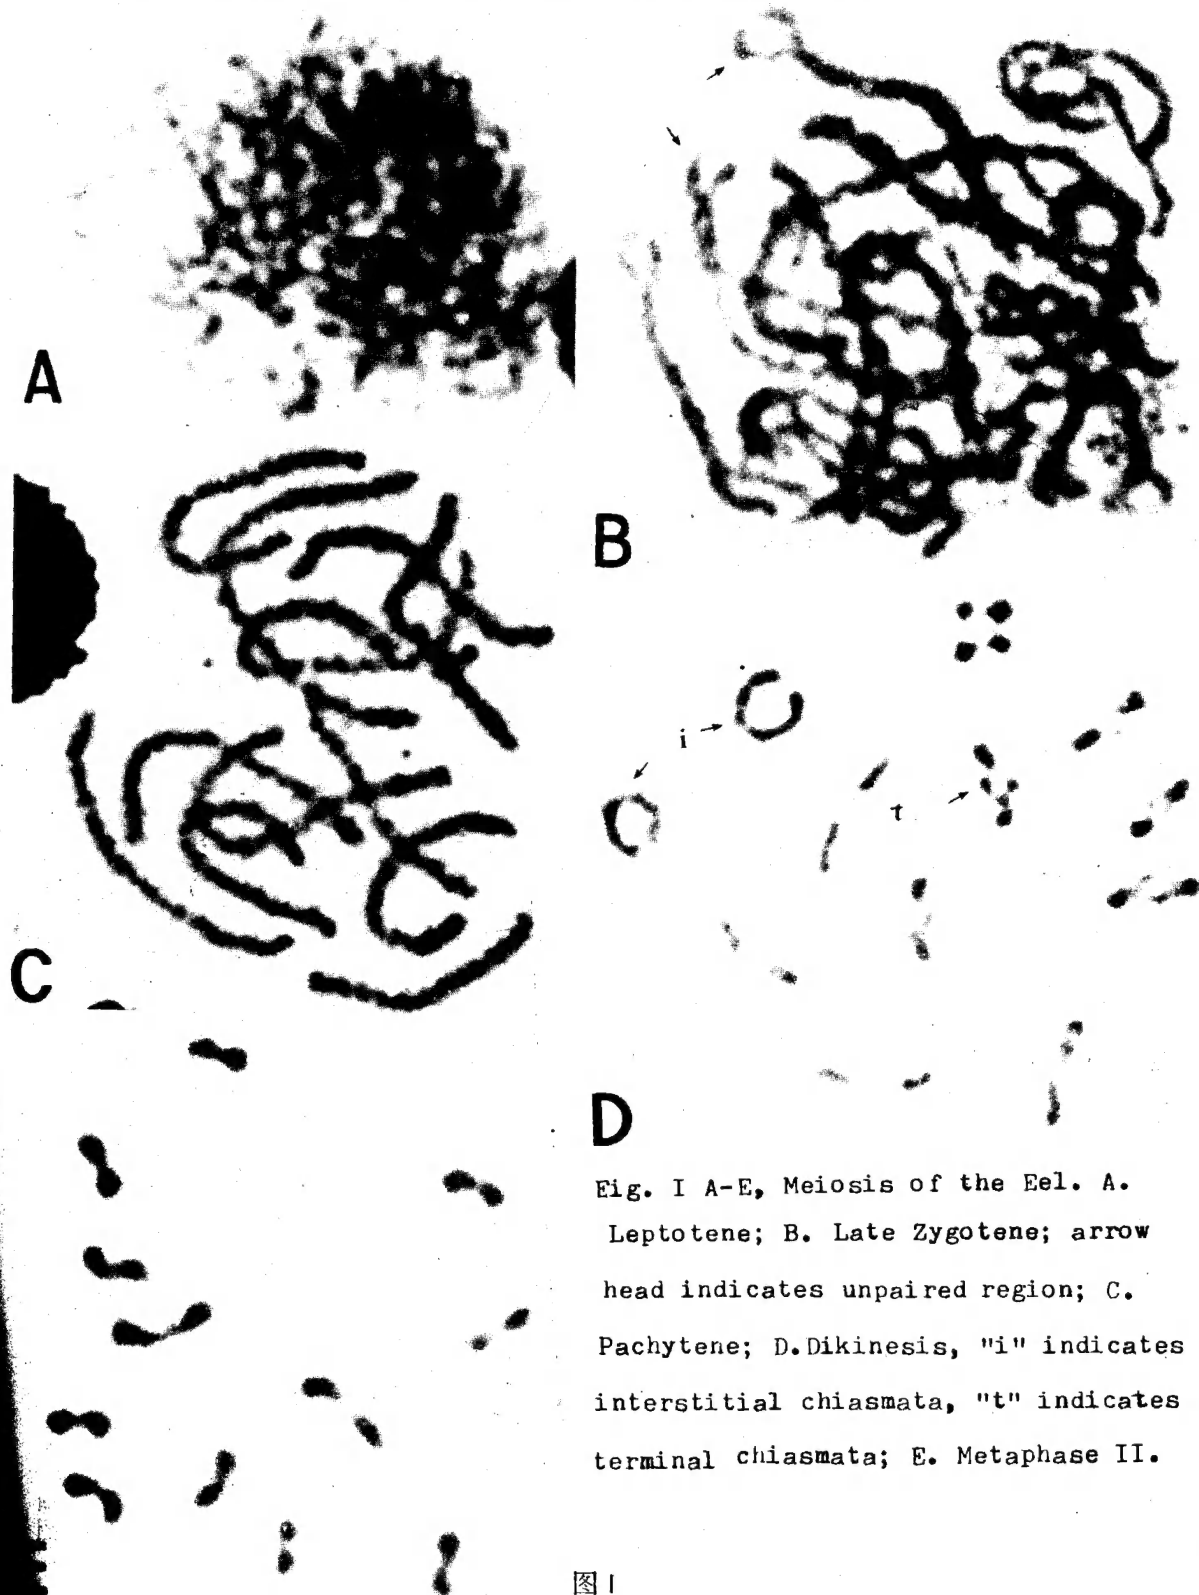 A
B
C
i
t
D
Eig. I A-E, Meiosis of the Eel. A.
Leptotene; B. Late Zygotene; arrow
head indicates unpaired region; C.
Pachytene; D.Dikinesis, "i" indicates
interstitial chiasmata, "t" indicates
terminal chiasmata; E. Metaphase II.
图1